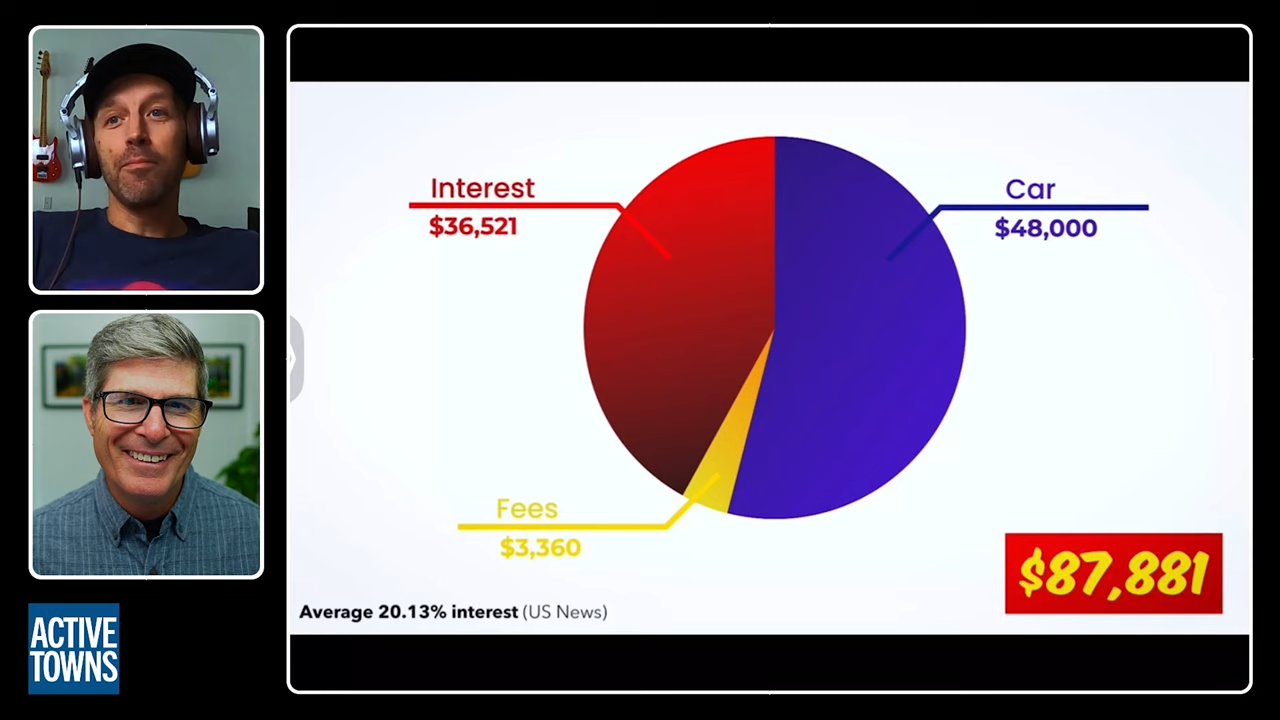 Interest
$36,521
Car
$48,000
Fees
$3,360
$87,881
Average 20.13% interest (US News)
ACTIVE
TOWNS